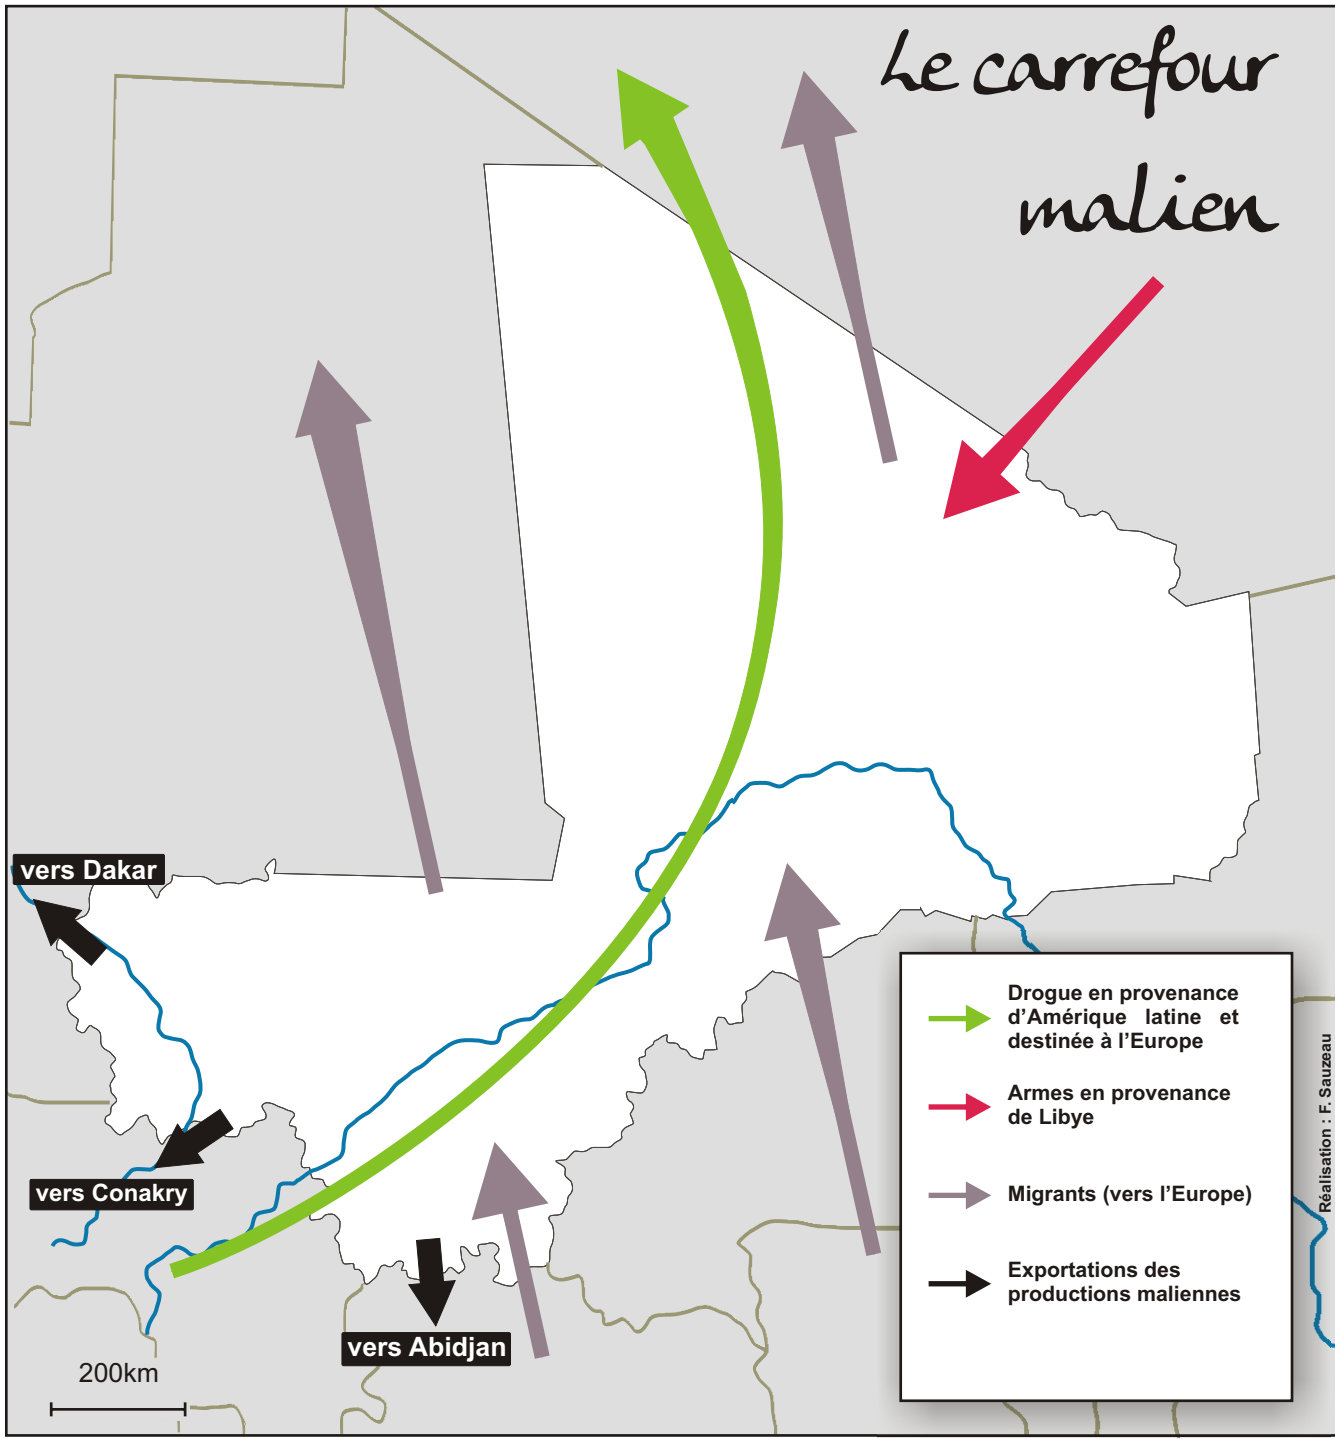 Le carrefour
malien
vers Dakar
vers Conakry
vers Abidjan
200km
Drogue en provenance
d'Amérique latine et
destinée à l'Europe
Armes en provenance
de Libye
Migrants (vers l'Europe)
Exportations des
productions maliennes
Réalisation : F. Sauzeau